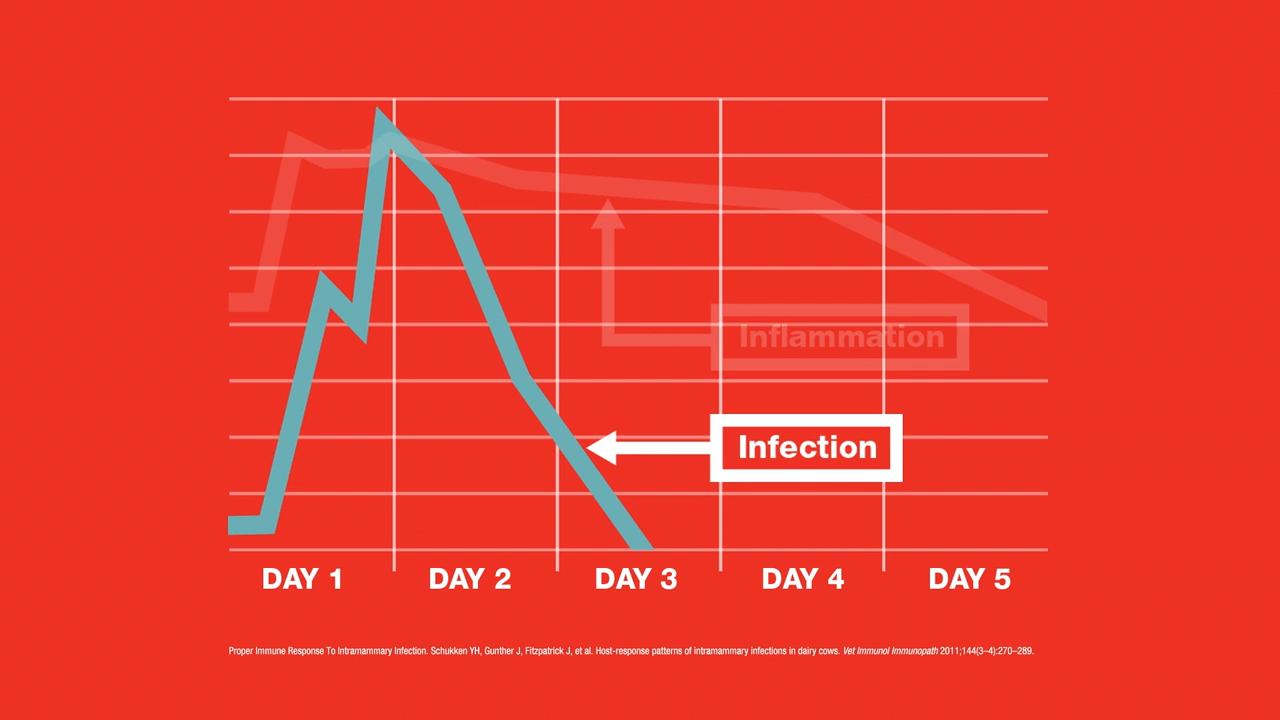 Inflammation
Infection
DAY 1 DAY 2 DAY 3 DAY 4 DAY 5
Proper Immune Response To Intramammary Infection. Schukken YH, Gunther J, Fitzpatrick J, et al. Host-response patterns of intramammary infections in dairy cows. Vet Immunol Immunopath 2011;144(3–4):270–289.